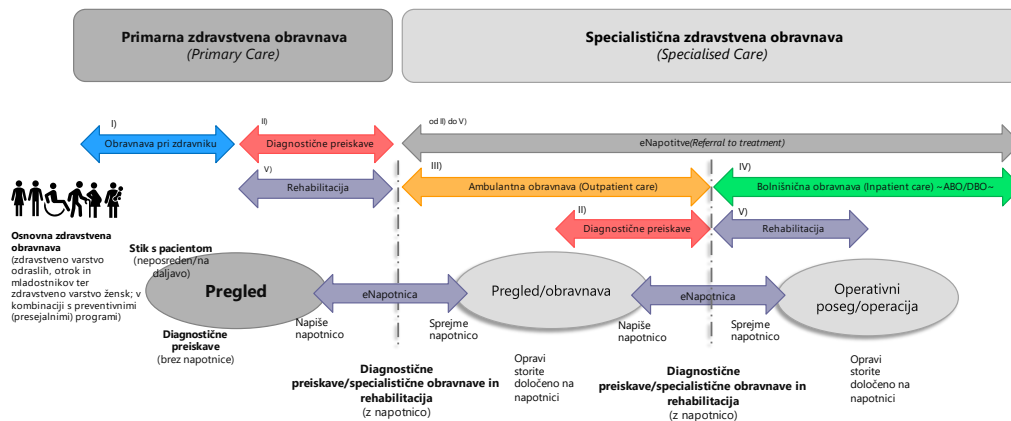 Primarna zdravstvena obravnava
(Primary Care)
Specialistična zdravstvena obravnava
(Specialised Care)
I)
Obravnava pri zdravniku
II)
Diagnostične preiskave
od II) do V)
eNapotitve(Referral to treatment)
V)
Rehabilitacija
III)
Ambulantna obravnava (Outpatient care)
IV)
Bolnišnična obravnava (Inpatient care) ~ABO/DBO~
II)
Diagnostične preiskave
V)
Rehabilitacija
Osnovna zdravstvena
obravnava
(zdravstveno varstvo
odraslih, otrok in
mladostnikov ter
zdravstveno varstvo žensk; v
kombinaciji s preventivnimi
(presejalnimi) programi)
Stik s pacientom
(neposreden/na
daljavo)
Pregled
Diagnostične
preiskave
(brez napotnice)
eNapotnica
Napiše
napotnico
Sprejme
napotnico
Pregled/obravnava
eNapotnica
Napiše
napotnico
Sprejme
napotnico
Operativni
poseg/operacija
Diagnostične
preiskave/specialistične obravnave in
rehabilitacija
(z napotnico)
Opravi
storite
določeno na
napotnici
Diagnostične
preiskave/specialistične obravnave in
rehabilitacija
(z napotnico)
Opravi
storite
določeno na
napotnici